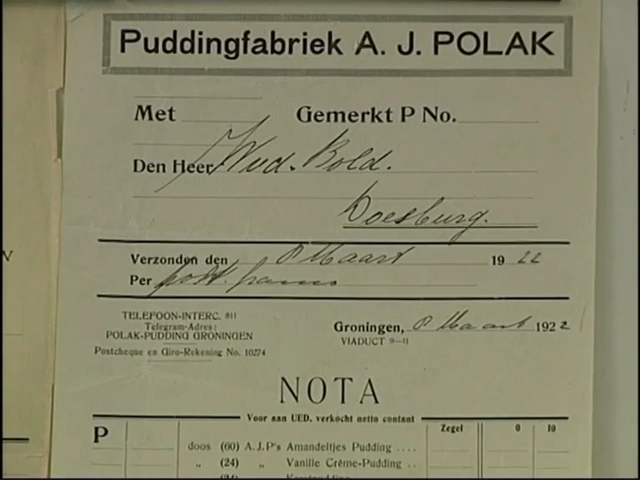 Puddingfabriek A. J. POLAK
Met Gemerkt P No.
Den Heer Wed. Bold.
Doesburg.
Verzonden den 8 Maart 1922
Per post. franco
TELEFOON-INTERC. 811
Telegram-Adres:
POLAK-PUDDING GRONINGEN
Postcheque en Giro-Rekening No. 10274
Groningen, 8 Maart 1922
VIADUCT 9-11
NOTA
Voor aan UED. verkocht netto contant
P Zegel 0 10
doos (60) A.J.P's Amandeltjes Pudding ....
„ (24) „ Vanille Crême-Pudding ..